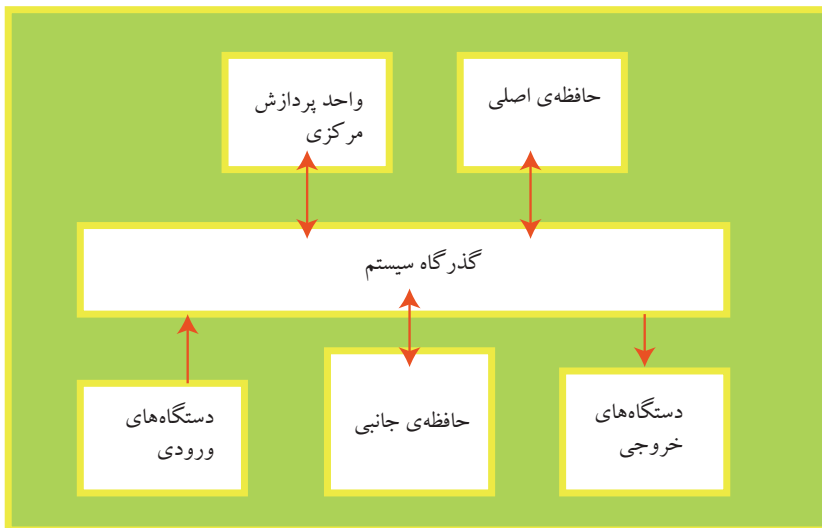 حافظه‌ی اصلی
واحد پردازش
مرکزی
گذرگاه سیستم
دستگاه‌های
خروجی
حافظه‌ی جانبی
دستگاه‌های
ورودی